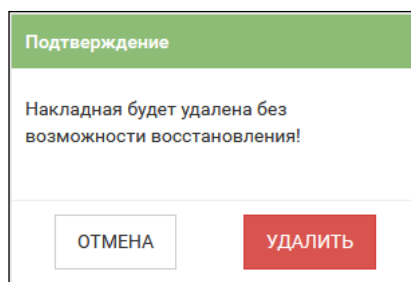 Подтверждение
Накладная будет удалена без
возможности восстановления!
ОТМЕНА
УДАЛИТЬ